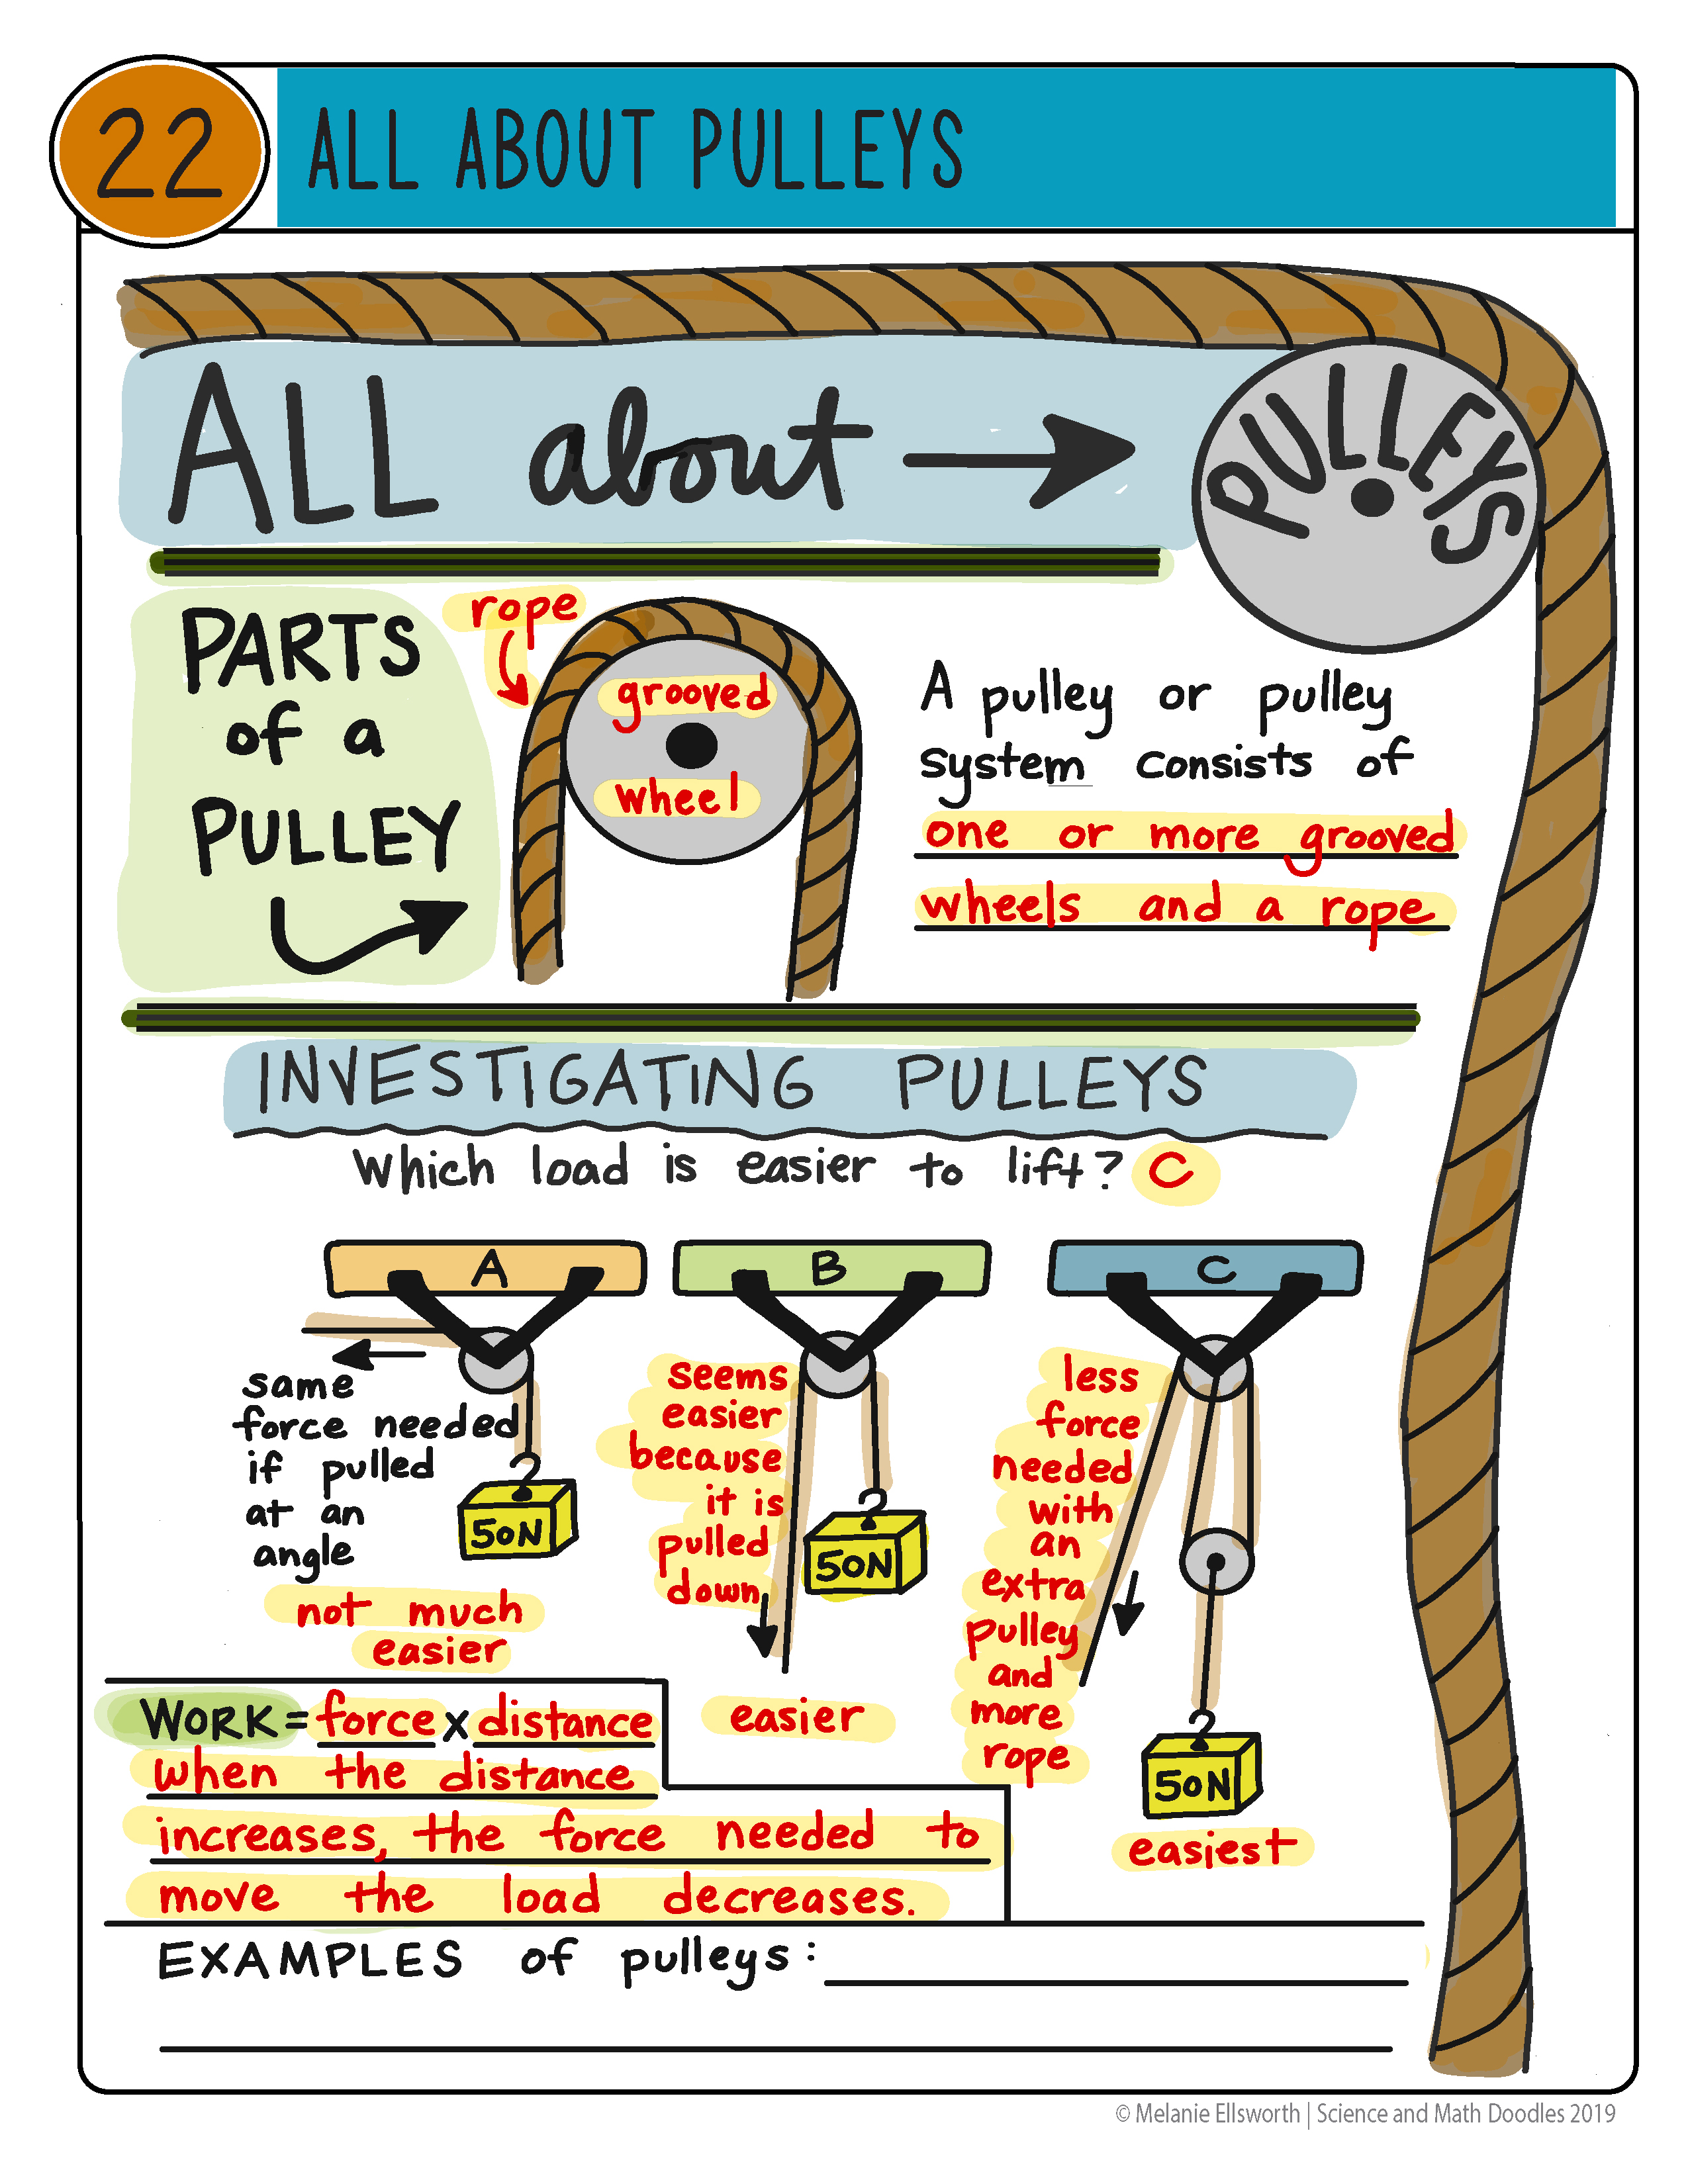 22
ALL ABOUT PULLEYS
ALL about
PULLEYS
PARTS
of a
PULLEY
rope
grooved
wheel
A pulley or pulley
system consists of
one or more grooved
wheels and a rope
INVESTIGATING PULLEYS
Which load is easier to lift? C
A
same
force needed
if pulled
at an
angle
50N
not much
easier
B
seems
easier
because
it is
pulled
down
50N
easier
C
less
force
needed
with
an
extra
pulley
and
more
rope
50N
easiest
WORK = force x distance
when the distance
increases, the force needed to
move the load decreases.
EXAMPLES of pulleys:
© Melanie Ellsworth | Science and Math Doodles 2019